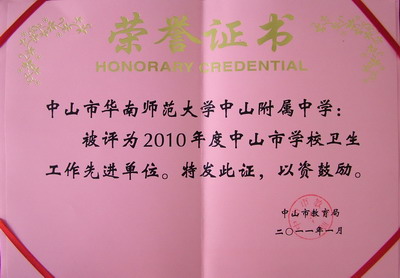 荣誉证书
HONORARY CREDENTIAL
中山市华南师范大学中山附属中学：
被评为2010年度中山市学校卫生
工作先进单位。特发此证，以资鼓励。
中山市教育局
二〇一一年一月